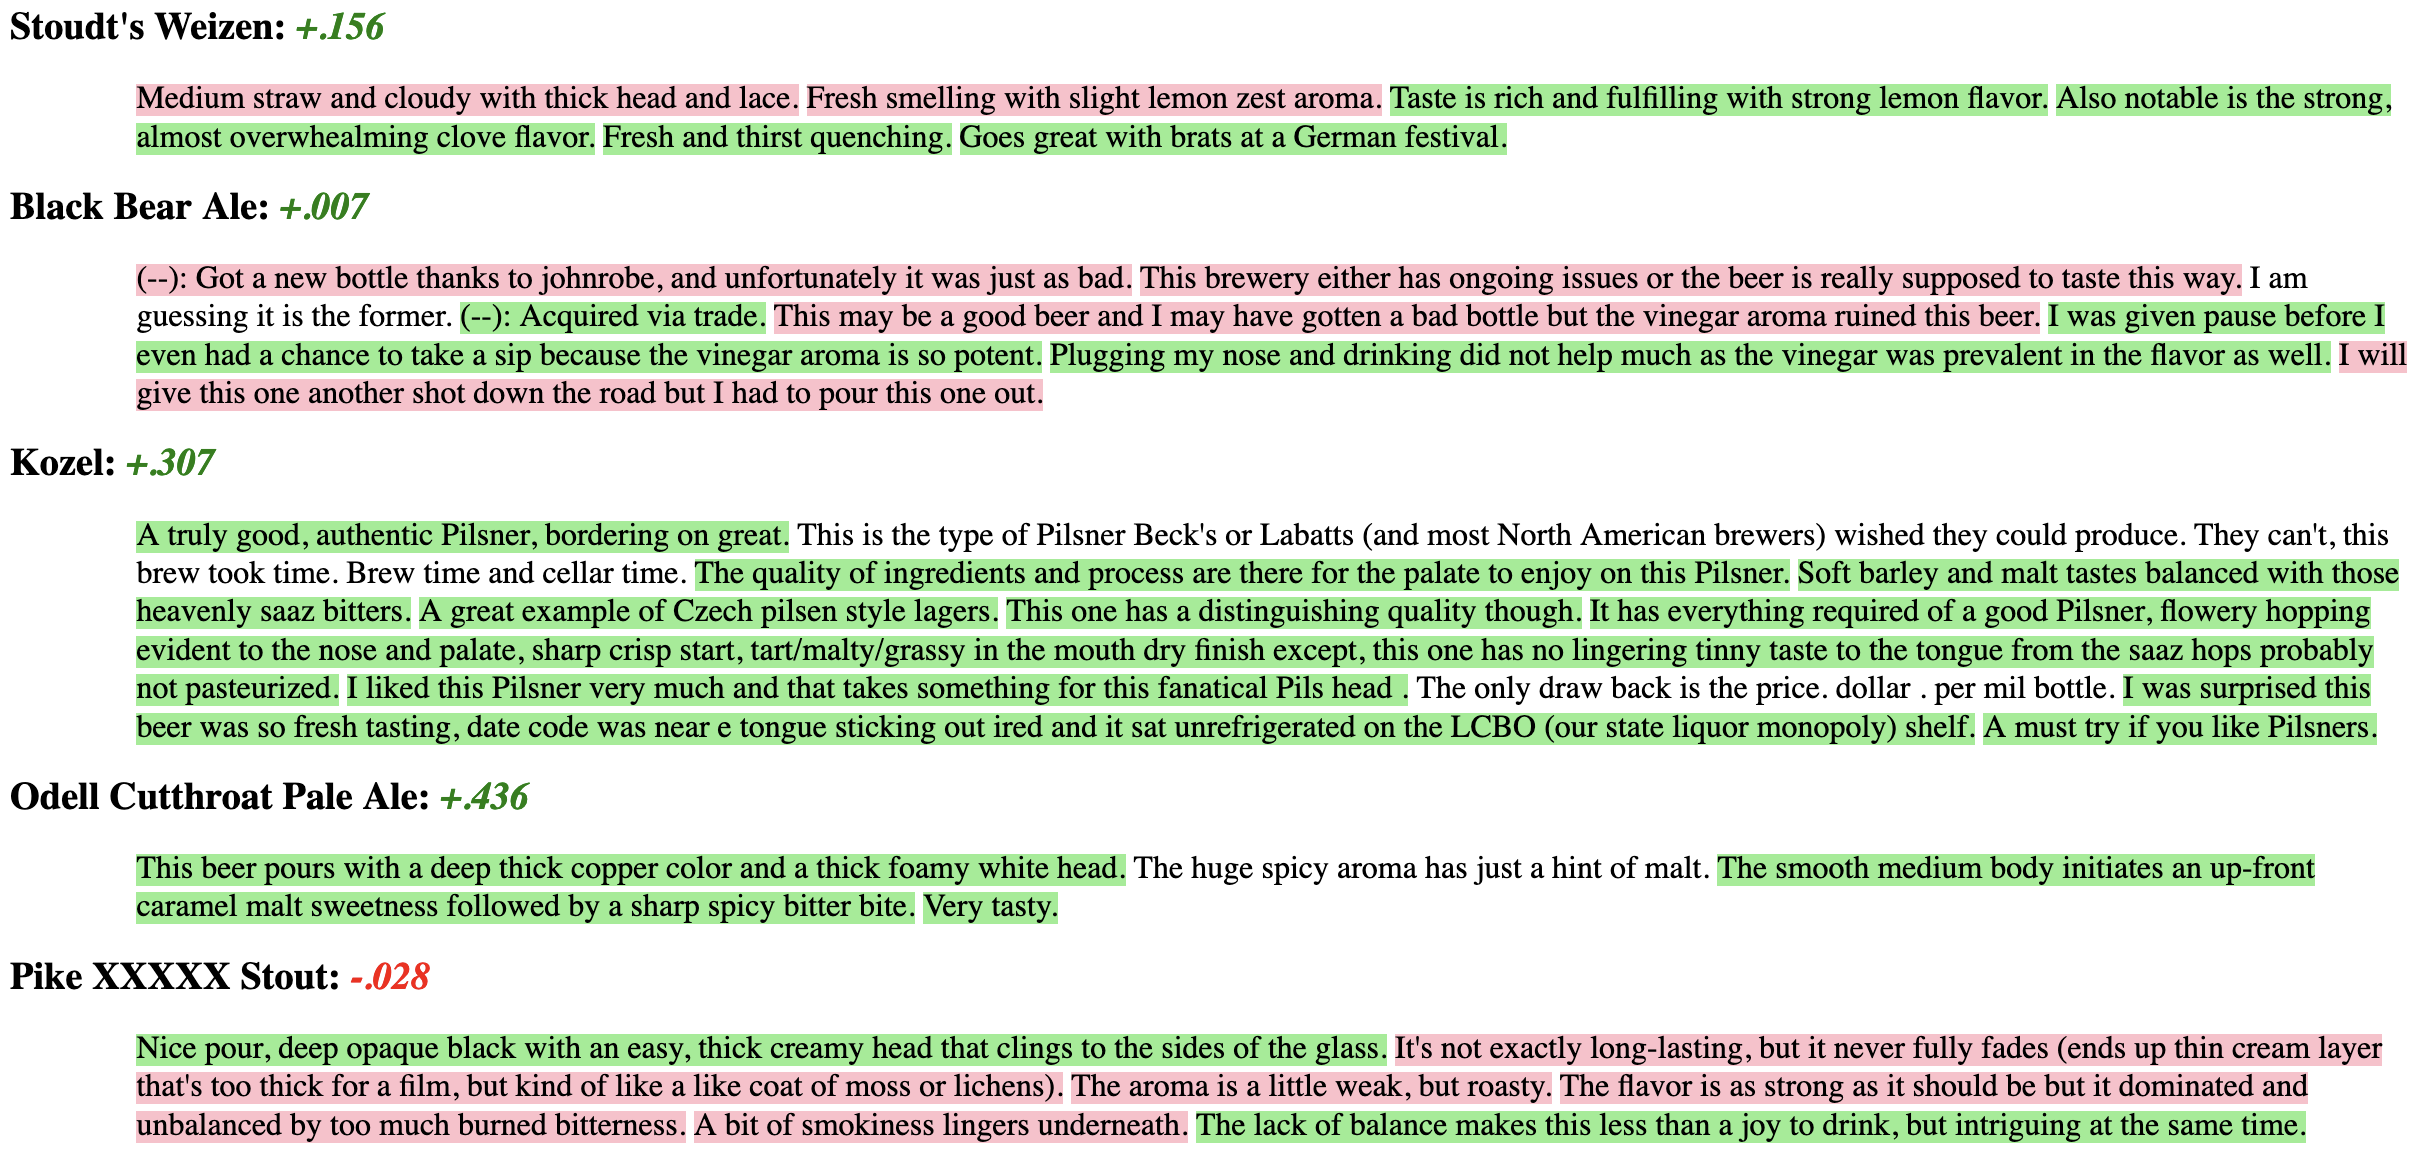 Stoudt's Weizen: +.156
Medium straw and cloudy with thick head and lace. Fresh smelling with slight lemon zest aroma. Taste is rich and fulfilling with strong lemon flavor. Also notable is the strong,
almost overwhealming clove flavor. Fresh and thirst quenching. Goes great with brats at a German festival.
Black Bear Ale: +.007
(--): Got a new bottle thanks to johnrobe, and unfortunately it was just as bad. This brewery either has ongoing issues or the beer is really supposed to taste this way. I am
guessing it is the former. (--): Acquired via trade. This may be a good beer and I may have gotten a bad bottle but the vinegar aroma ruined this beer. I was given pause before I
even had a chance to take a sip because the vinegar aroma is so potent. Plugging my nose and drinking did not help much as the vinegar was prevalent in the flavor as well. I will
give this one another shot down the road but I had to pour this one out.
Kozel: +.307
A truly good, authentic Pilsner, bordering on great. This is the type of Pilsner Beck's or Labatts (and most North American brewers) wished they could produce. They can't, this
brew took time. Brew time and cellar time. The quality of ingredients and process are there for the palate to enjoy on this Pilsner. Soft barley and malt tastes balanced with those
heavenly saaz bitters. A great example of Czech pilsen style lagers. This one has a distinguishing quality though. It has everything required of a good Pilsner, flowery hopping
evident to the nose and palate, sharp crisp start, tart/malty/grassy in the mouth dry finish except, this one has no lingering tinny taste to the tongue from the saaz hops probably
not pasteurized. I liked this Pilsner very much and that takes something for this fanatical Pils head . The only draw back is the price. dollar . per mil bottle. I was surprised this
beer was so fresh tasting, date code was near e tongue sticking out ired and it sat unrefrigerated on the LCBO (our state liquor monopoly) shelf. A must try if you like Pilsners.
Odell Cutthroat Pale Ale: +.436
This beer pours with a deep thick copper color and a thick foamy white head. The huge spicy aroma has just a hint of malt. The smooth medium body initiates an up-front
caramel malt sweetness followed by a sharp spicy bitter bite. Very tasty.
Pike XXXXX Stout: -.028
Nice pour, deep opaque black with an easy, thick creamy head that clings to the sides of the glass. It's not exactly long-lasting, but it never fully fades (ends up thin cream layer
that's too thick for a film, but kind of like a like coat of moss or lichens). The aroma is a little weak, but roasty. The flavor is as strong as it should be but it dominated and
unbalanced by too much burned bitterness. A bit of smokiness lingers underneath. The lack of balance makes this less than a joy to drink, but intriguing at the same time.